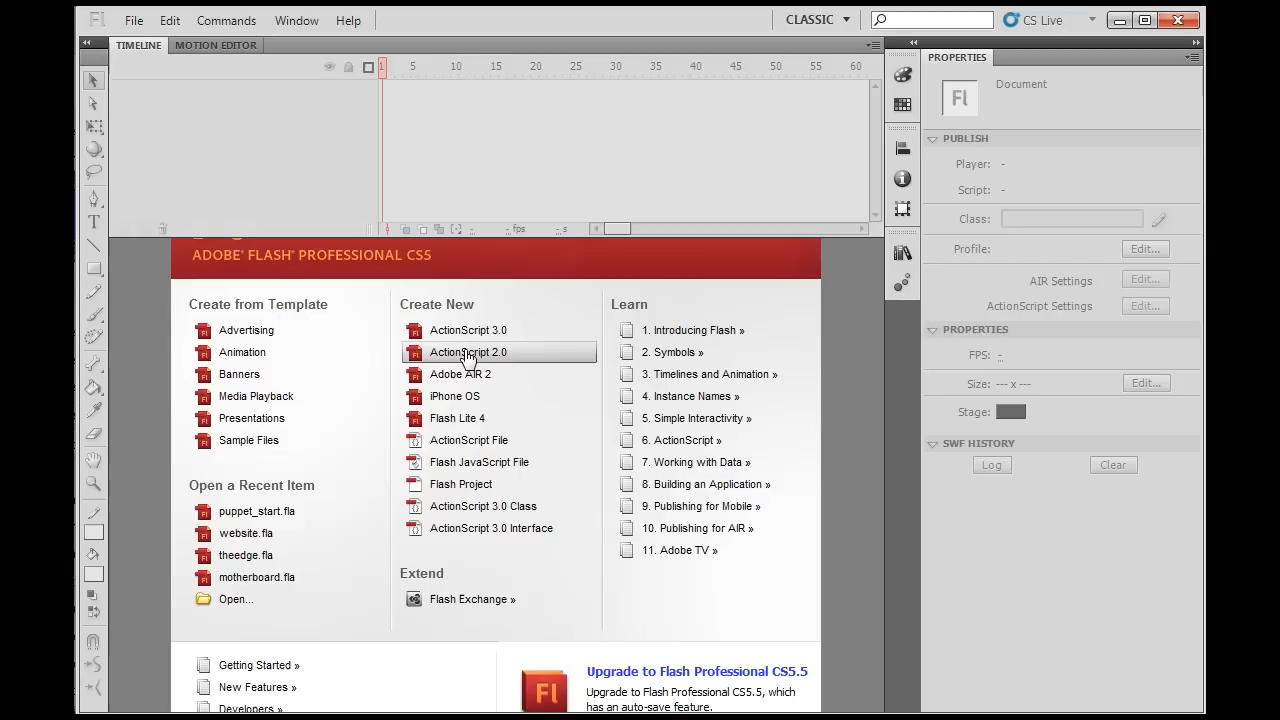 Fl File Edit Commands Window Help CLASSIC CS Live
TIMELINE MOTION EDITOR
1 5 10 15 20 25 30 35 40 45 50 55 60
- - fps - s
PROPERTIES
Fl Document
PUBLISH
Player: -
Script: -
Class:
Profile: Edit...
AIR Settings Edit...
ActionScript Settings Edit...
PROPERTIES
FPS: -
Size: --- x --- Edit...
Stage:
SWF HISTORY
Log Clear
ADOBE® FLASH® PROFESSIONAL CS5
Create from Template
Advertising
Animation
Banners
Media Playback
Presentations
Sample Files
Open a Recent Item
puppet_start.fla
website.fla
theedge.fla
motherboard.fla
Open...
Create New
ActionScript 3.0
ActionScript 2.0
Adobe AIR 2
iPhone OS
Flash Lite 4
ActionScript File
Flash JavaScript File
Flash Project
ActionScript 3.0 Class
ActionScript 3.0 Interface
Extend
Flash Exchange »
Learn
1. Introducing Flash »
2. Symbols »
3. Timelines and Animation »
4. Instance Names »
5. Simple Interactivity »
6. ActionScript »
7. Working with Data »
8. Building an Application »
9. Publishing for Mobile »
10. Publishing for AIR »
11. Adobe TV »
Getting Started »
New Features »
Developers »
Fl
Upgrade to Flash Professional CS5.5
Upgrade to Flash Professional CS5.5, which
has an auto-save feature.